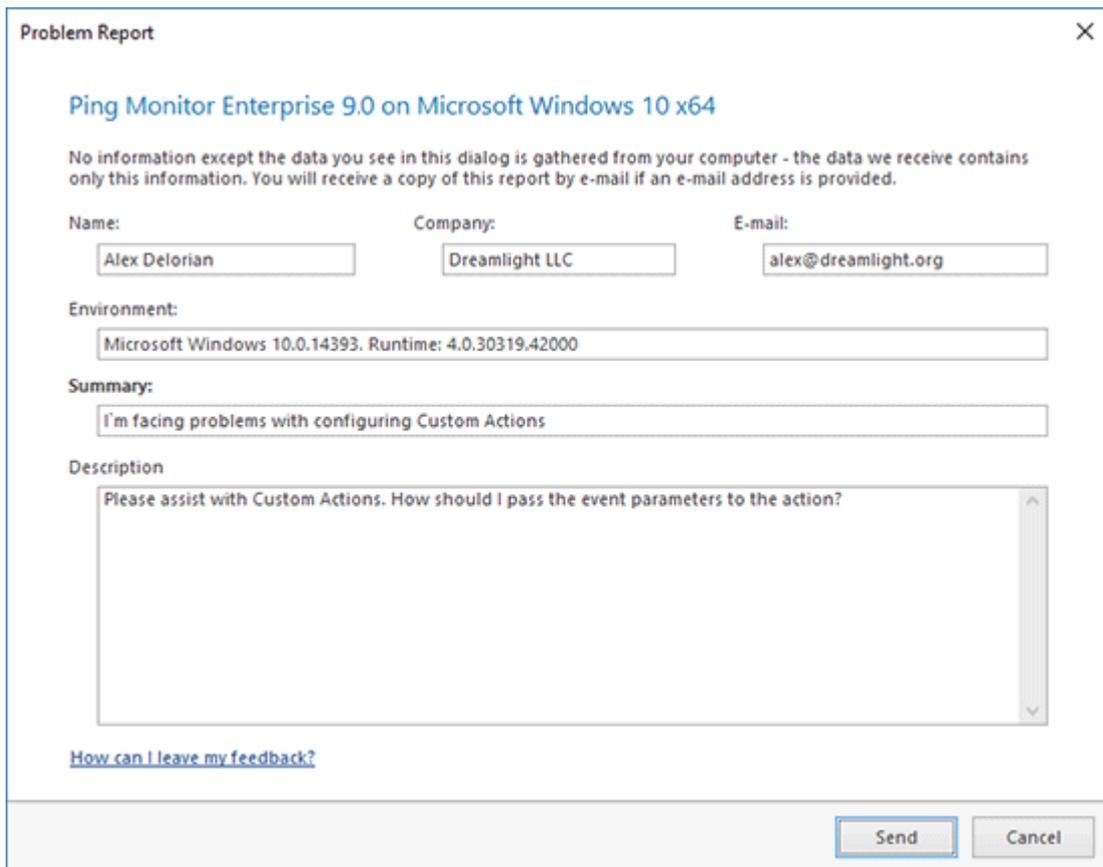 Problem Report
Ping Monitor Enterprise 9.0 on Microsoft Windows 10 x64
No information except the data you see in this dialog is gathered from your computer - the data we receive contains
only this information. You will receive a copy of this report by e-mail if an e-mail address is provided.
Name: Company: E-mail:
Alex Delorian Dreamlight LLC alex@dreamlight.org
Environment:
Microsoft Windows 10.0.14393. Runtime: 4.0.30319.42000
Summary:
I`m facing problems with configuring Custom Actions
Description
Please assist with Custom Actions. How should I pass the event parameters to the action?
How can I leave my feedback?
Send Cancel